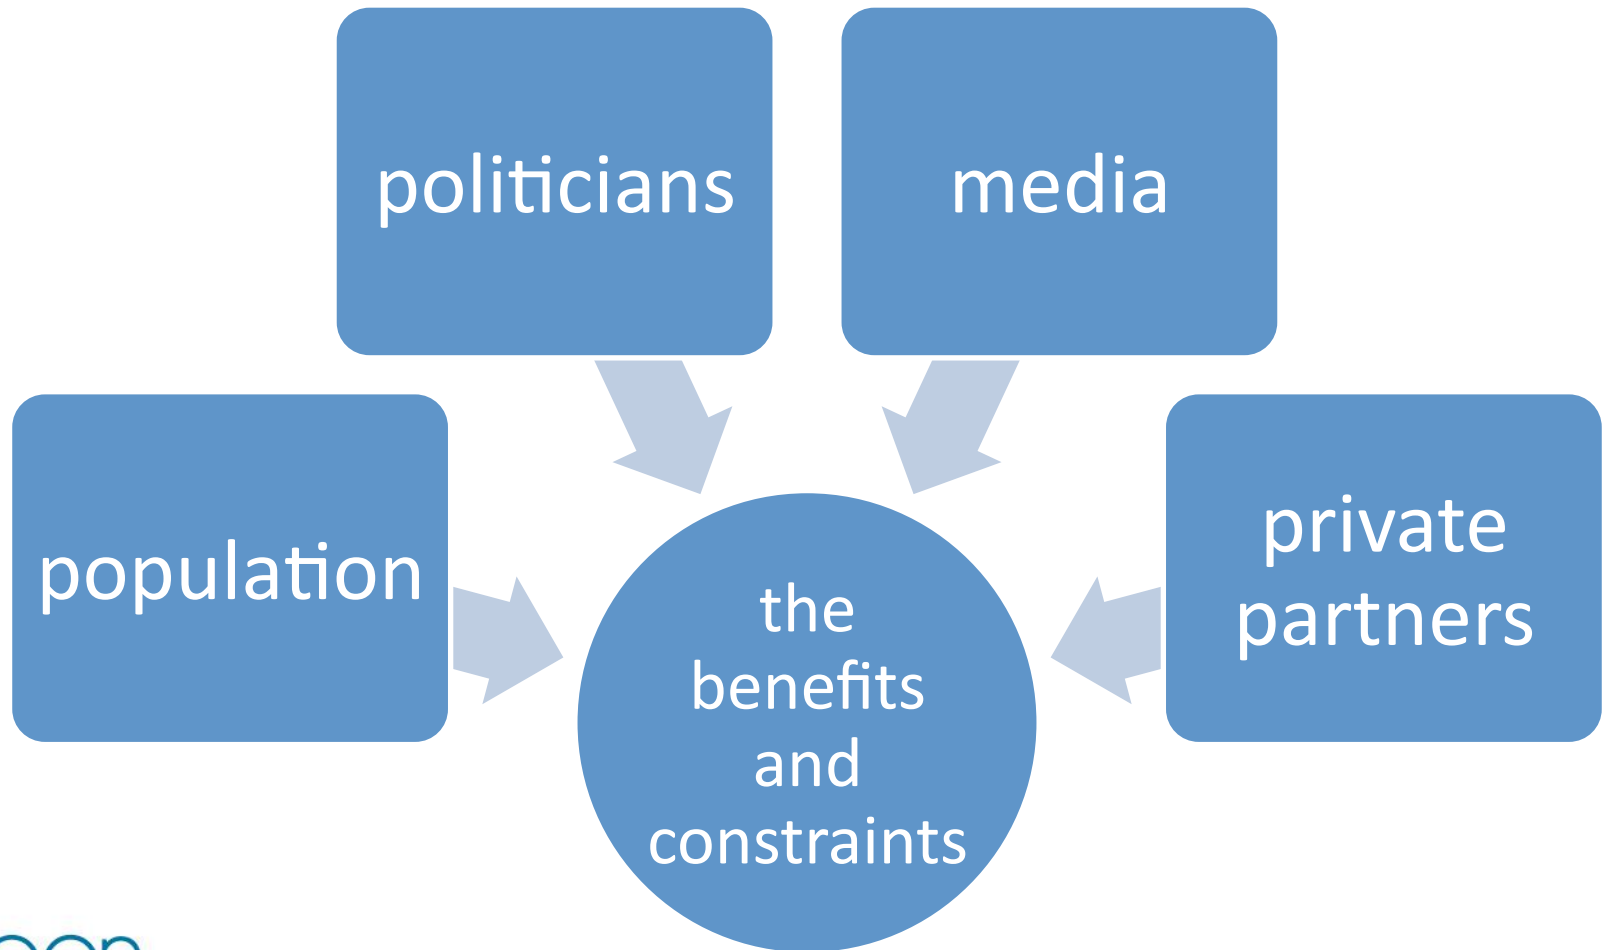 politicians
media
population
private
partners
the
benefits
and
constraints